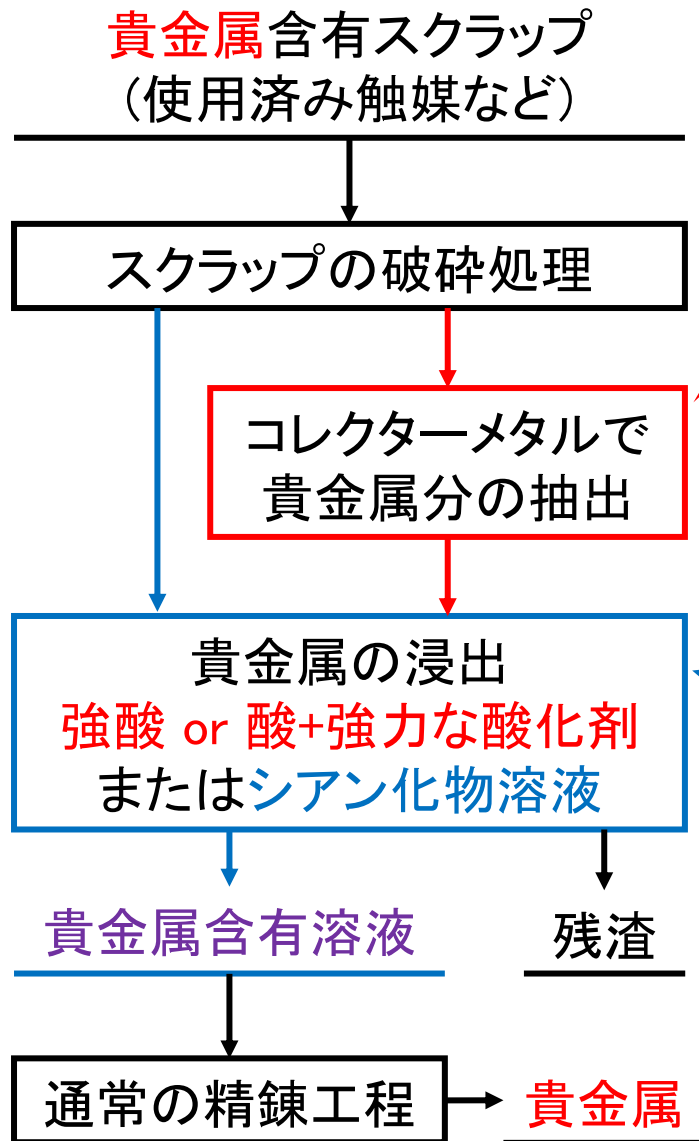 貴金属含有スクラップ
（使用済み触媒など）
スクラップの破砕処理
コレクターメタルで
貴金属分の抽出
貴金属の浸出
強酸 or 酸+強力な酸化剤
またはシアン化物溶液
貴金属含有溶液
残渣
通常の精錬工程
貴金属